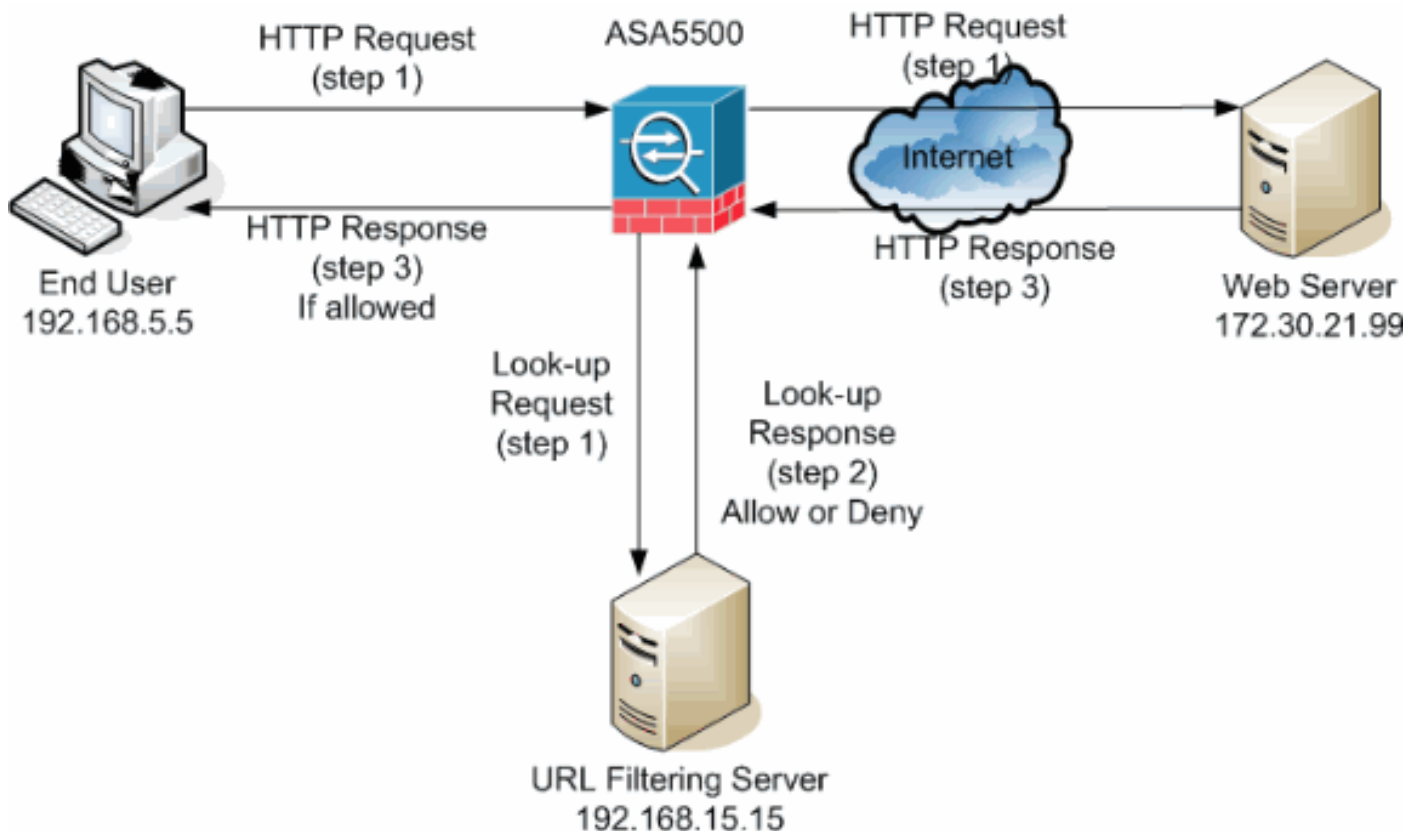 HTTP Request
(step 1)
ASA5500
HTTP Request
(step 1)
Internet
HTTP Response
(step 3)
If allowed
HTTP Response
(step 3)
End User
192.168.5.5
Web Server
172.30.21.99
Look-up
Request
(step 1)
Look-up
Response
(step 2)
Allow or Deny
URL Filtering Server
192.168.15.15